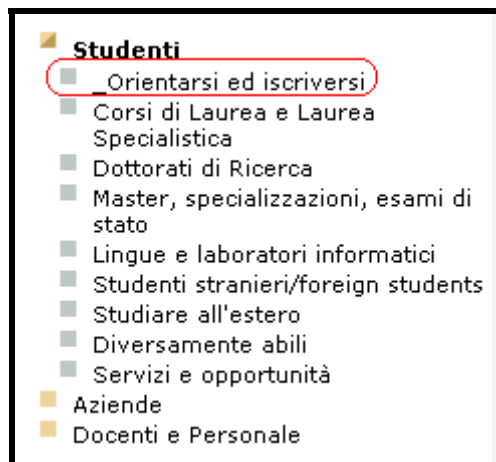 Studenti
_Orientarsi ed iscriversi
Corsi di Laurea e Laurea
Specialistica
Dottorati di Ricerca
Master, specializzazioni, esami di
stato
Lingue e laboratori informatici
Studenti stranieri/foreign students
Studiare all'estero
Diversamente abili
Servizi e opportunità
Aziende
Docenti e Personale